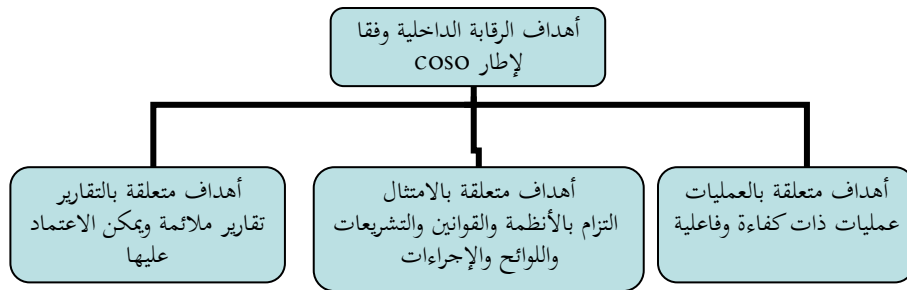 أهداف الرقابة الداخلية وفقا
لإطار COSO
أهداف متعلقة بالعمليات
عمليات ذات كفاءة وفاعلية
أهداف متعلقة بالامتثال
التزام بالأنظمة والقوانين والتشريعات
واللوائح والإجراءات
أهداف متعلقة بالتقارير
تقارير ملائمة ويمكن الاعتماد
عليها